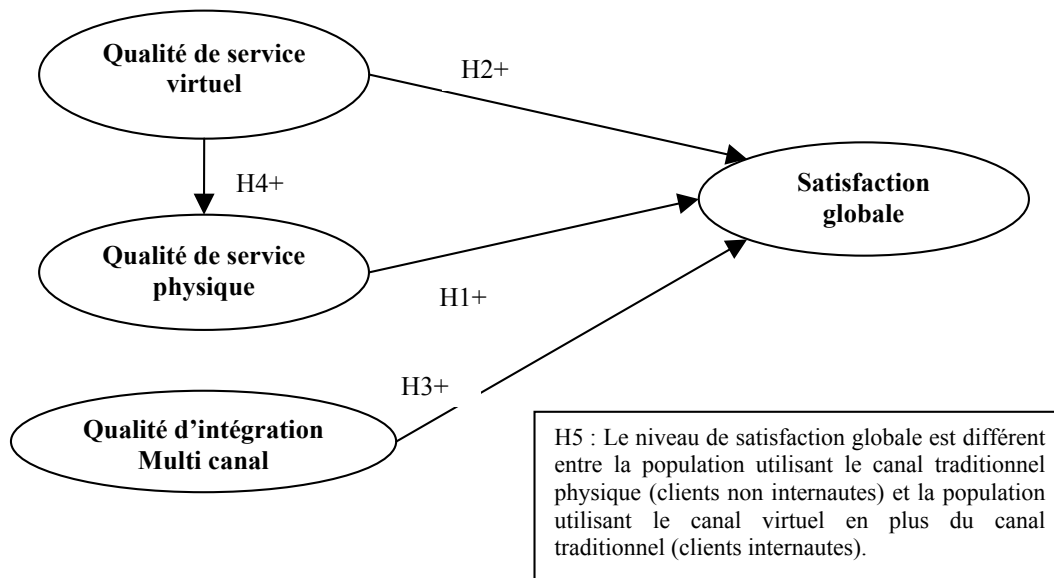 Qualité de service
virtuel
H2+
H4+
Satisfaction
globale
Qualité de service
physique
H1+
H3+
Qualité d'intégration
Multi canal
H5 : Le niveau de satisfaction globale est différent
entre la population utilisant le canal traditionnel
physique (clients non internautes) et la population
utilisant le canal virtuel en plus du canal
traditionnel (clients internautes).